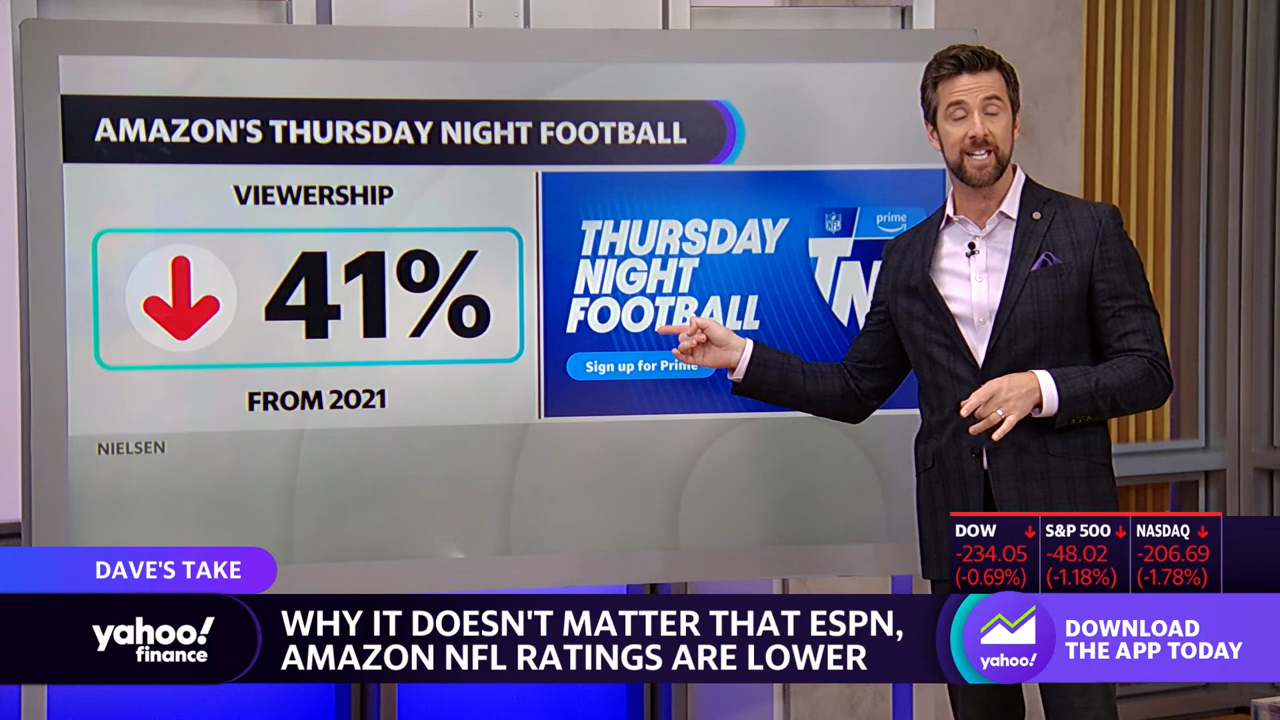 AMAZON'S THURSDAY NIGHT FOOTBALL
VIEWERSHIP
41%
FROM 2021
NIELSEN
THURSDAY
NIGHT
FOOTBALL
Sign up for Prime
NFL
prime
TN
DAVE'S TAKE
yahoo!
finance
WHY IT DOESN'T MATTER THAT ESPN,
AMAZON NFL RATINGS ARE LOWER
DOW
-234.05
(-0.69%)
S&P 500
-48.02
(-1.18%)
NASDAQ
-206.69
(-1.78%)
yahoo!
DOWNLOAD
THE APP TODAY